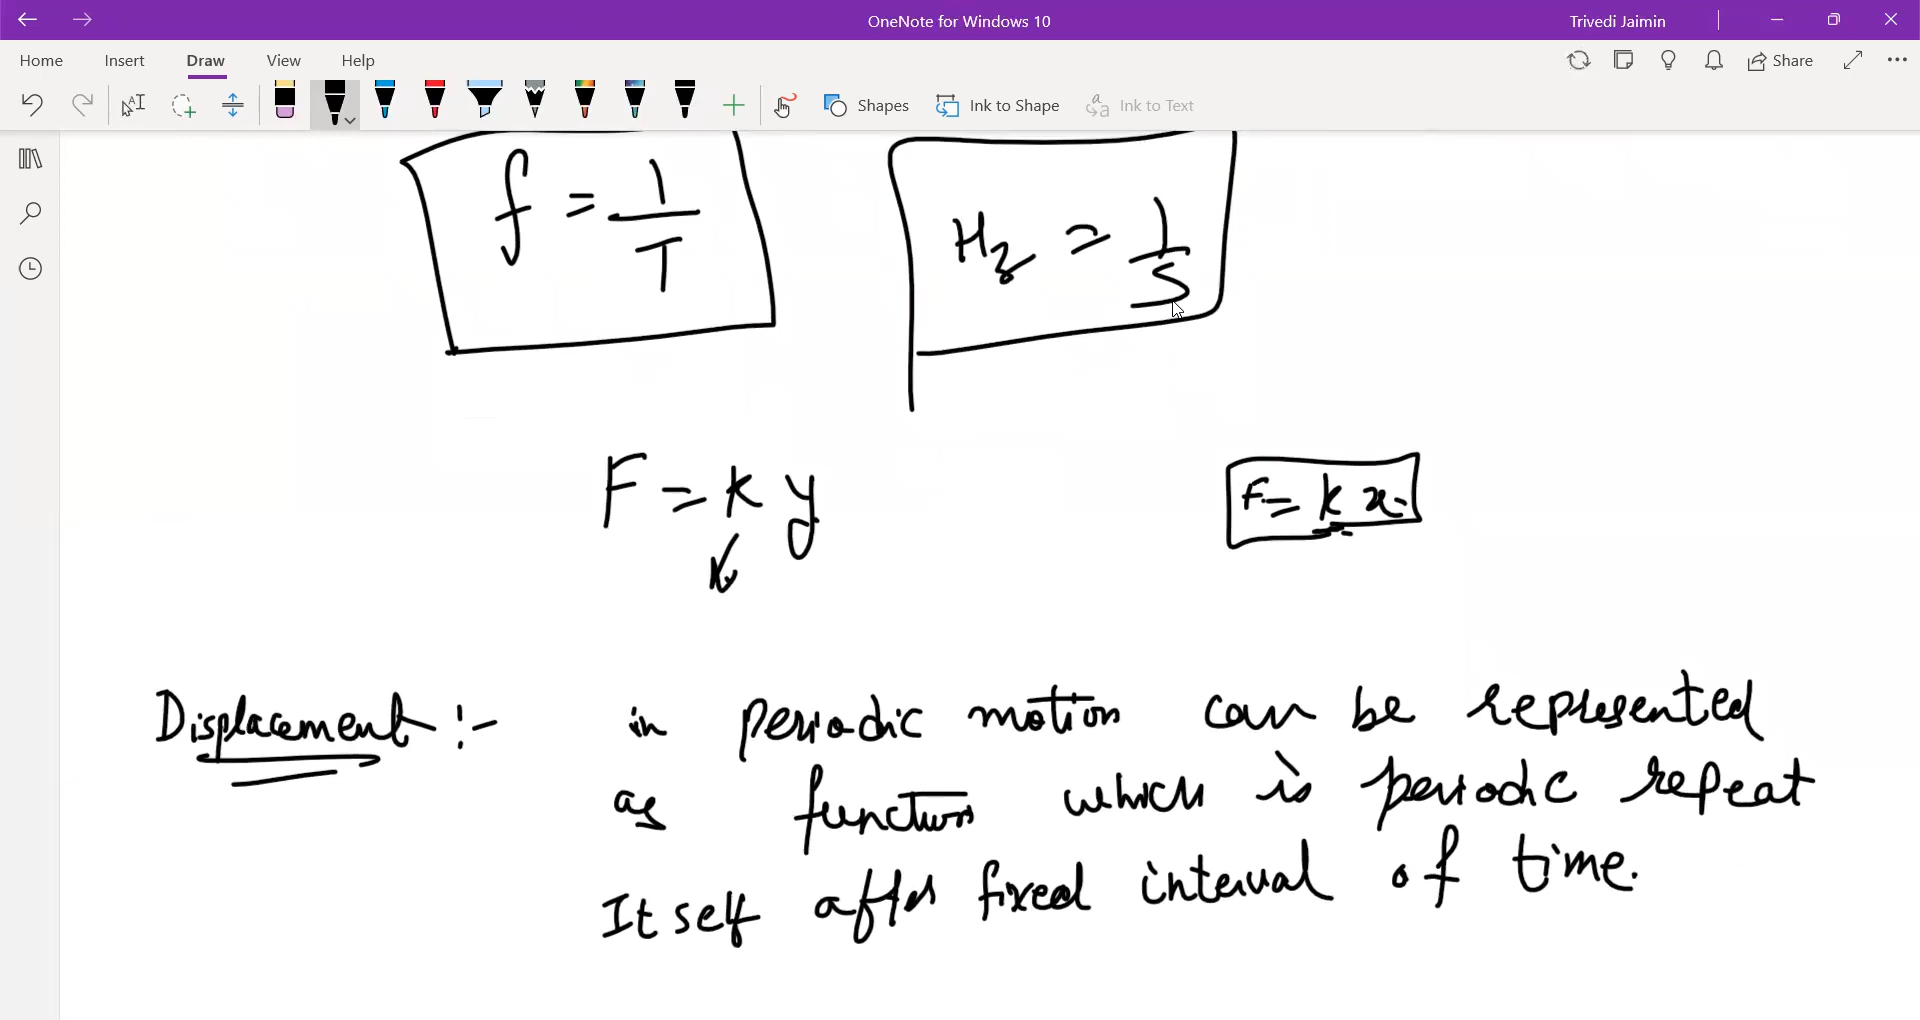 OneNote for Windows 10
Trivedi Jaimin
Home Insert Draw View Help
Share
Shapes Ink to Shape Ink to Text
f = 1/T
Hz = 1/S
F = k y
F = k x
Displacement :- in periodic motion can be represented
as function which is periodic repeat
It self after fixed interval of time.